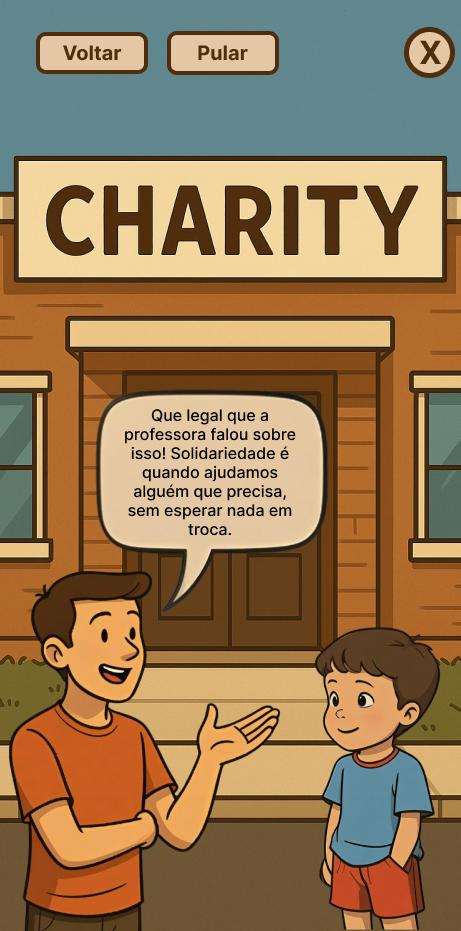 Voltar
Pular
X
CHARITY
Que legal que a
professora falou sobre
isso! Solidariedade é
quando ajudamos
alguém que precisa,
sem esperar nada em
troca.